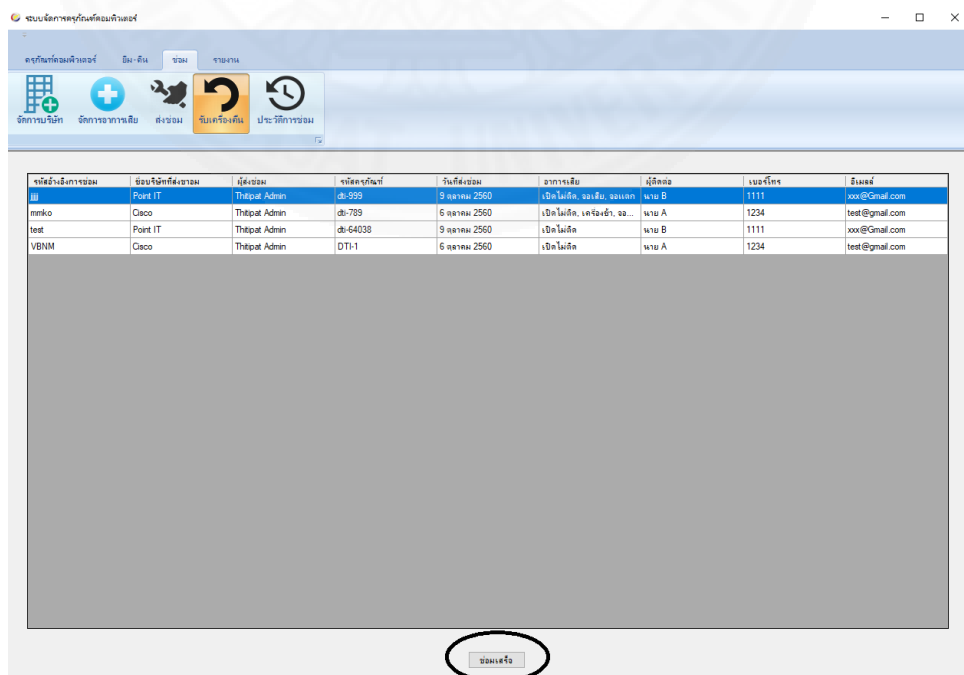 ระบบจัดการครุภัณฑ์คอมพิวเตอร์
ครุภัณฑ์คอมพิวเตอร์ ยืม-คืน ซ่อม รายงาน
จัดการบริษัท จัดการอาการเสีย ส่งซ่อม รับเครื่องคืน ประวัติการซ่อม
รหัสอ้างอิงการซ่อม ชื่อบริษัทที่ส่งซ่อม ผู้ส่งซ่อม รหัสครุภัณฑ์ วันที่ส่งซ่อม อาการเสีย ผู้ติดต่อ เบอร์โทร อีเมลล์
jjjj Point IT Thitipat Admin dti-999 9 ตุลาคม 2560 เปิดไม่ติด, จอเสีย, จอแตก นาย B 1111 xxx@Gmail.com
mmko Cisco Thitipat Admin dti-789 6 ตุลาคม 2560 เปิดไม่ติด, เครื่องช้า, จอ... นาย A 1234 test@gmail.com
test Point IT Thitipat Admin dti-64038 9 ตุลาคม 2560 เปิดไม่ติด นาย B 1111 xxx@Gmail.com
VBNM Cisco Thitipat Admin DTI-1 6 ตุลาคม 2560 เปิดไม่ติด นาย A 1234 test@gmail.com
ซ่อมเสร็จ